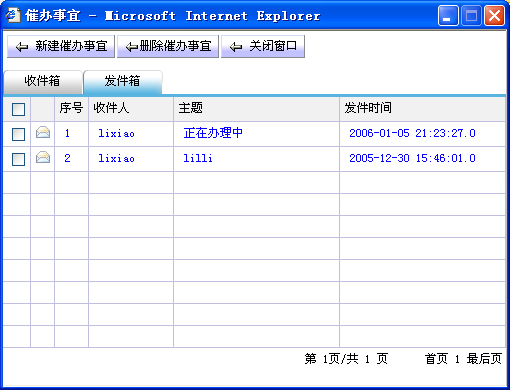 催办事宜 - Microsoft Internet Explorer
新建催办事宜 删除催办事宜 关闭窗口
收件箱 发件箱
序号 收件人 主题 发件时间
1 lixiao 正在办理中 2006-01-05 21:23:27.0
2 lixiao lilli 2005-12-30 15:46:01.0
第 1页/共 1 页 首页 1 最后页